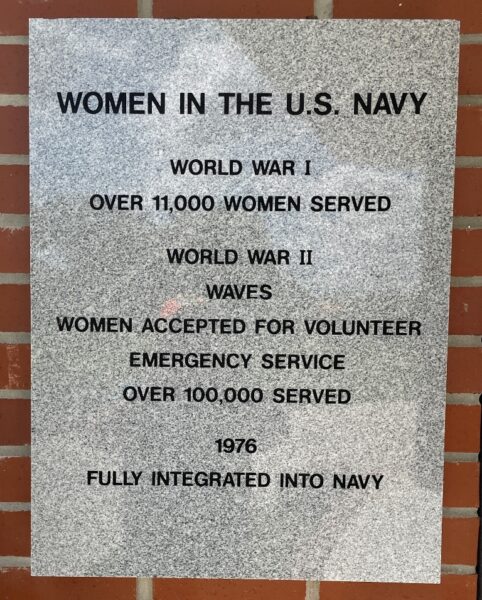 WOMEN IN THE U.S. NAVY
WORLD WAR I
OVER 11,000 WOMEN SERVED
WORLD WAR II
WAVES
WOMEN ACCEPTED FOR VOLUNTEER
EMERGENCY SERVICE
OVER 100,000 SERVED
1976
FULLY INTEGRATED INTO NAVY